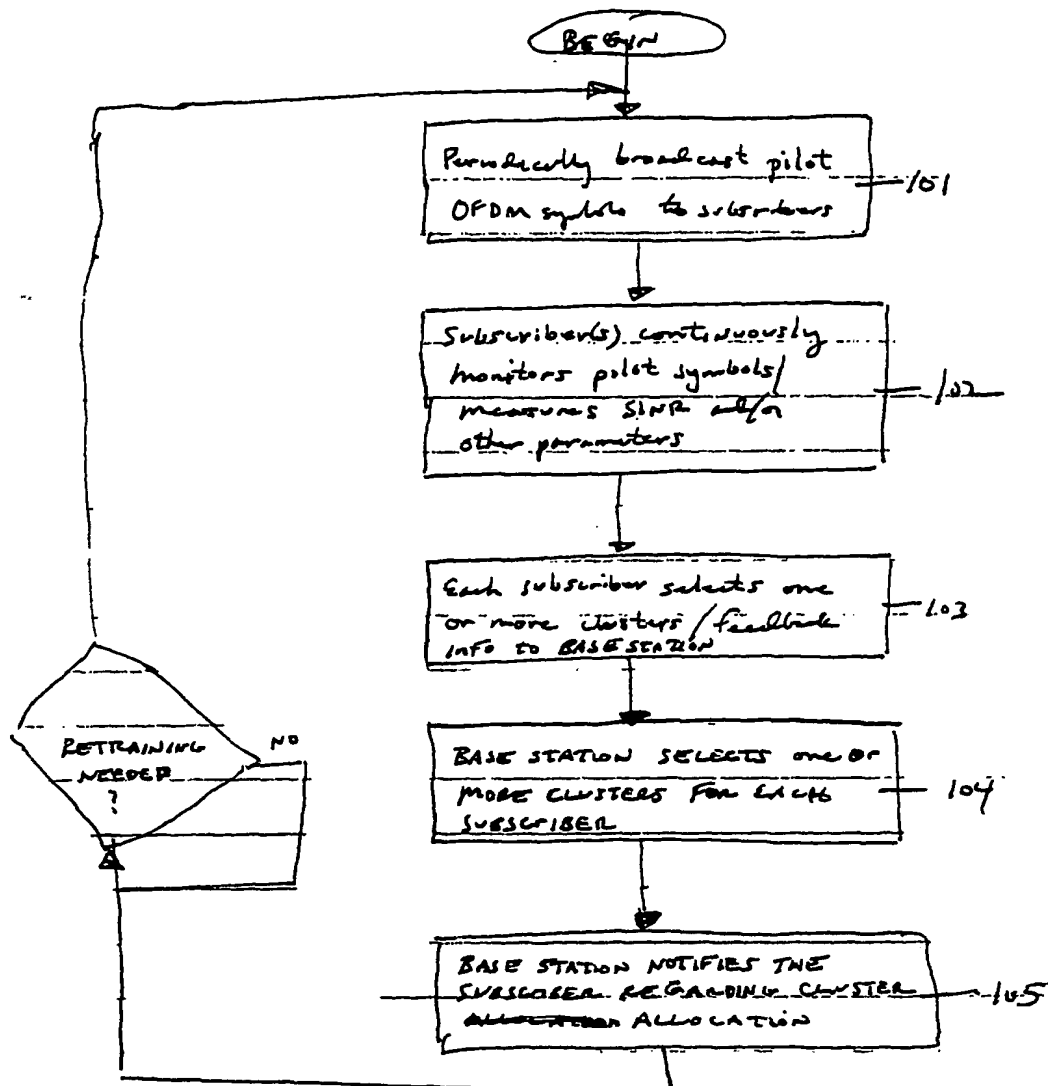 BEGIN
Periodically broadcast pilot
OFDM symbols to subscribers
101
Subscriber(s) continuously
monitors pilot symbols/
measures SINR and/or
other parameters
102
Each subscriber selects one
or more clusters/feedback
info to BASE STATION
103
BASE STATION SELECTS one or
MORE CLUSTERS FOR EACH
SUBSCRIBER
104
BASE STATION NOTIFIES THE
SUBSCRIBER REGARDING CLUSTER
ALLOCATION
105
RETRAINING
NEEDED
?
NO